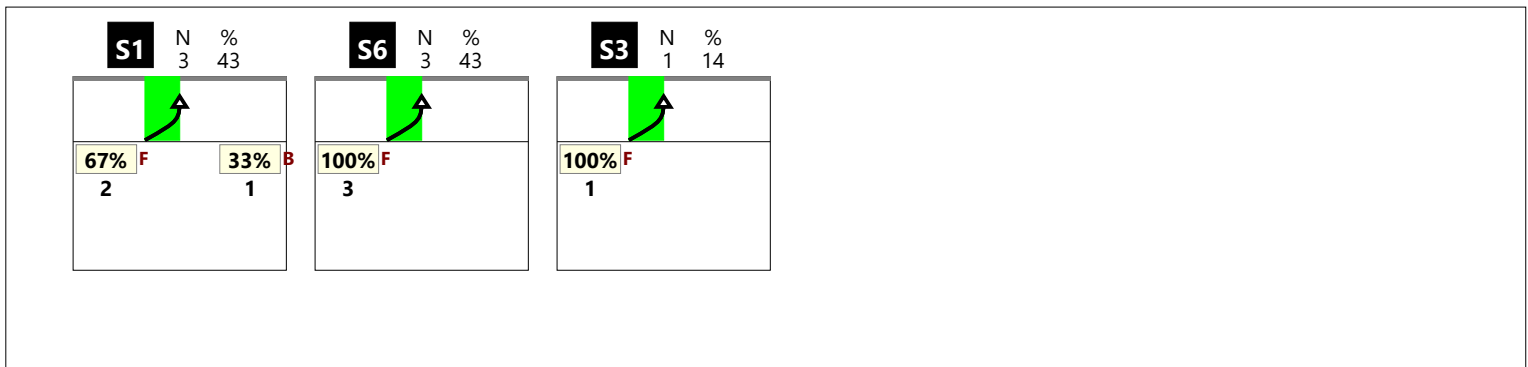 S1 N % S6 N % S3 N %
3 43 3 43 1 14
67% F 33% B 100% F 100% F
2 1 3 1